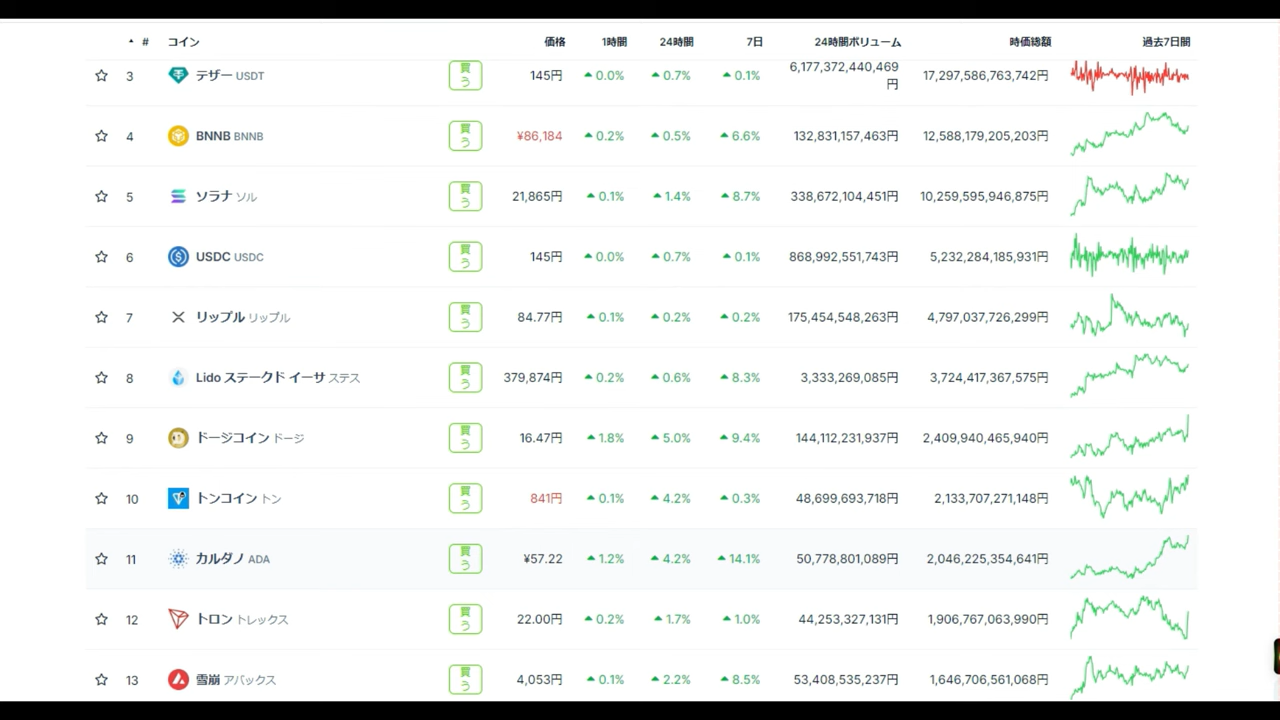 # コイン 価格 1時間 24時間 7日 24時間ボリューム 時価総額 過去7日間
3 テザー USDT 買う 145円 0.0% 0.7% 0.1% 6,177,372,440,469円 17,297,586,763,742円
4 BNNB BNNB 買う ¥86,184 0.2% 0.5% 6.6% 132,831,157,463円 12,588,179,205,203円
5 ソラナ ソル 買う 21,865円 0.1% 1.4% 8.7% 338,672,104,451円 10,259,595,946,875円
6 USDC USDC 買う 145円 0.0% 0.7% 0.1% 868,992,551,743円 5,232,284,185,931円
7 リップル リップル 買う 84.77円 0.1% 0.2% 0.2% 175,454,548,263円 4,797,037,726,299円
8 Lido ステークド イーサ ステス 買う 379,874円 0.2% 0.6% 8.3% 3,333,269,085円 3,724,417,367,575円
9 ドージコイン ドージ 買う 16.47円 1.8% 5.0% 9.4% 144,112,231,937円 2,409,940,465,940円
10 トンコイン トン 買う 841円 0.1% 4.2% 0.3% 48,699,693,718円 2,133,707,271,148円
11 カルダノ ADA 買う ¥57.22 1.2% 4.2% 14.1% 50,778,801,089円 2,046,225,354,641円
12 トロン トレックス 買う 22.00円 0.2% 1.7% 1.0% 44,253,327,131円 1,906,767,063,990円
13 雪崩 アバックス 買う 4,053円 0.1% 2.2% 8.5% 53,408,535,237円 1,646,706,561,068円